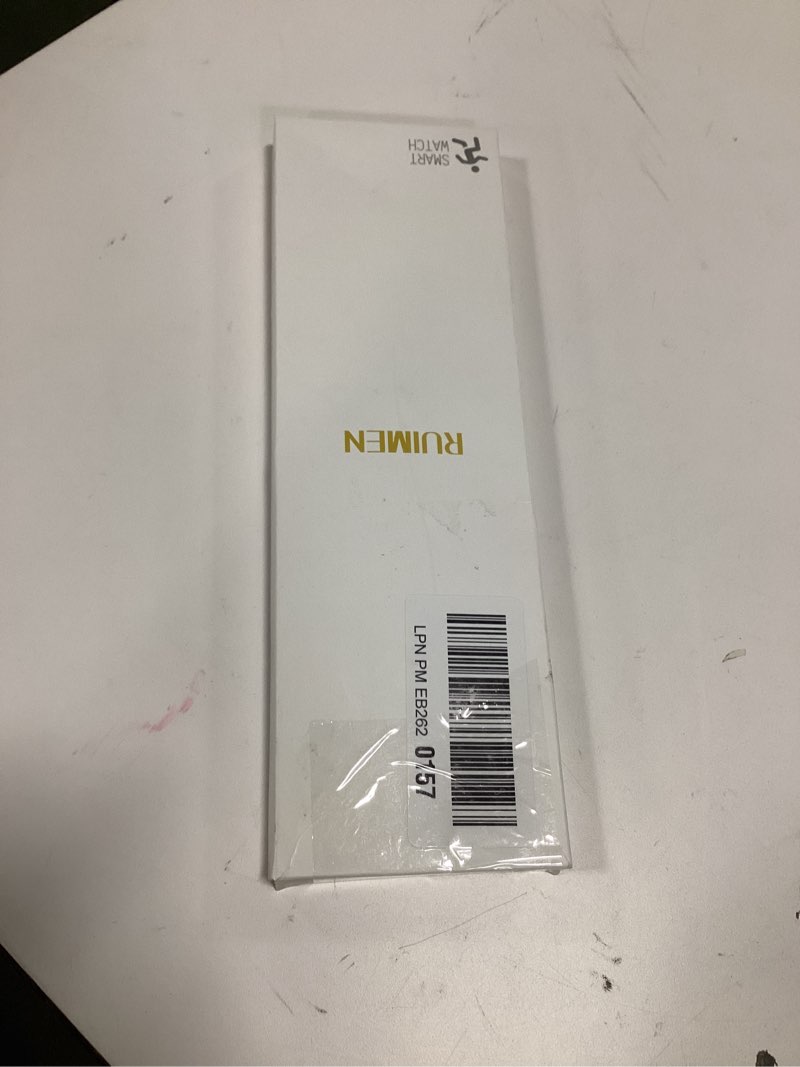 SMART
WATCH
RUIMEN
LPN PM EB262 0157